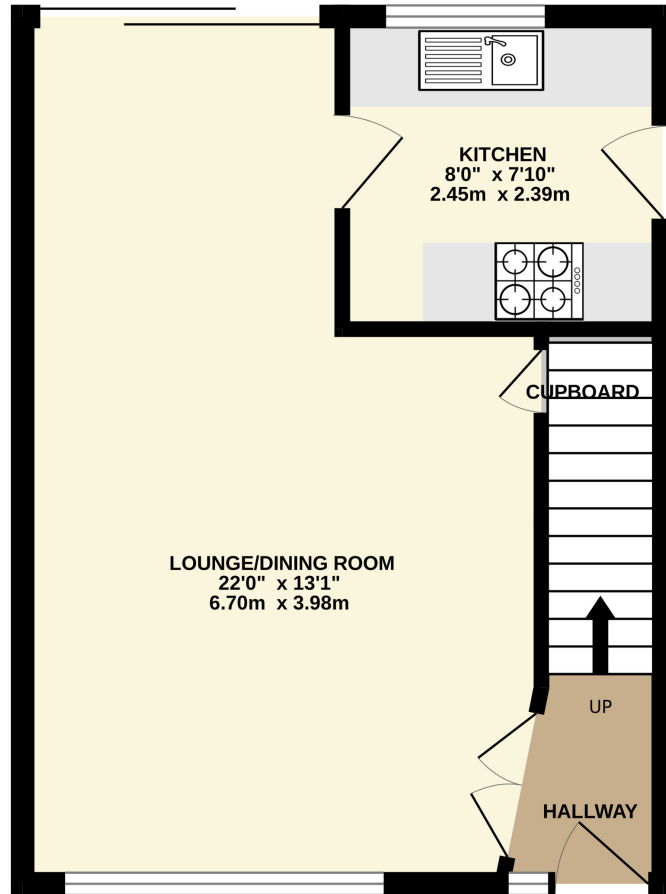 KITCHEN
8'0" x 7'10"
2.45m x 2.39m
CUPBOARD
LOUNGE/DINING ROOM
22'0" x 13'1"
6.70m x 3.98m
UP
HALLWAY